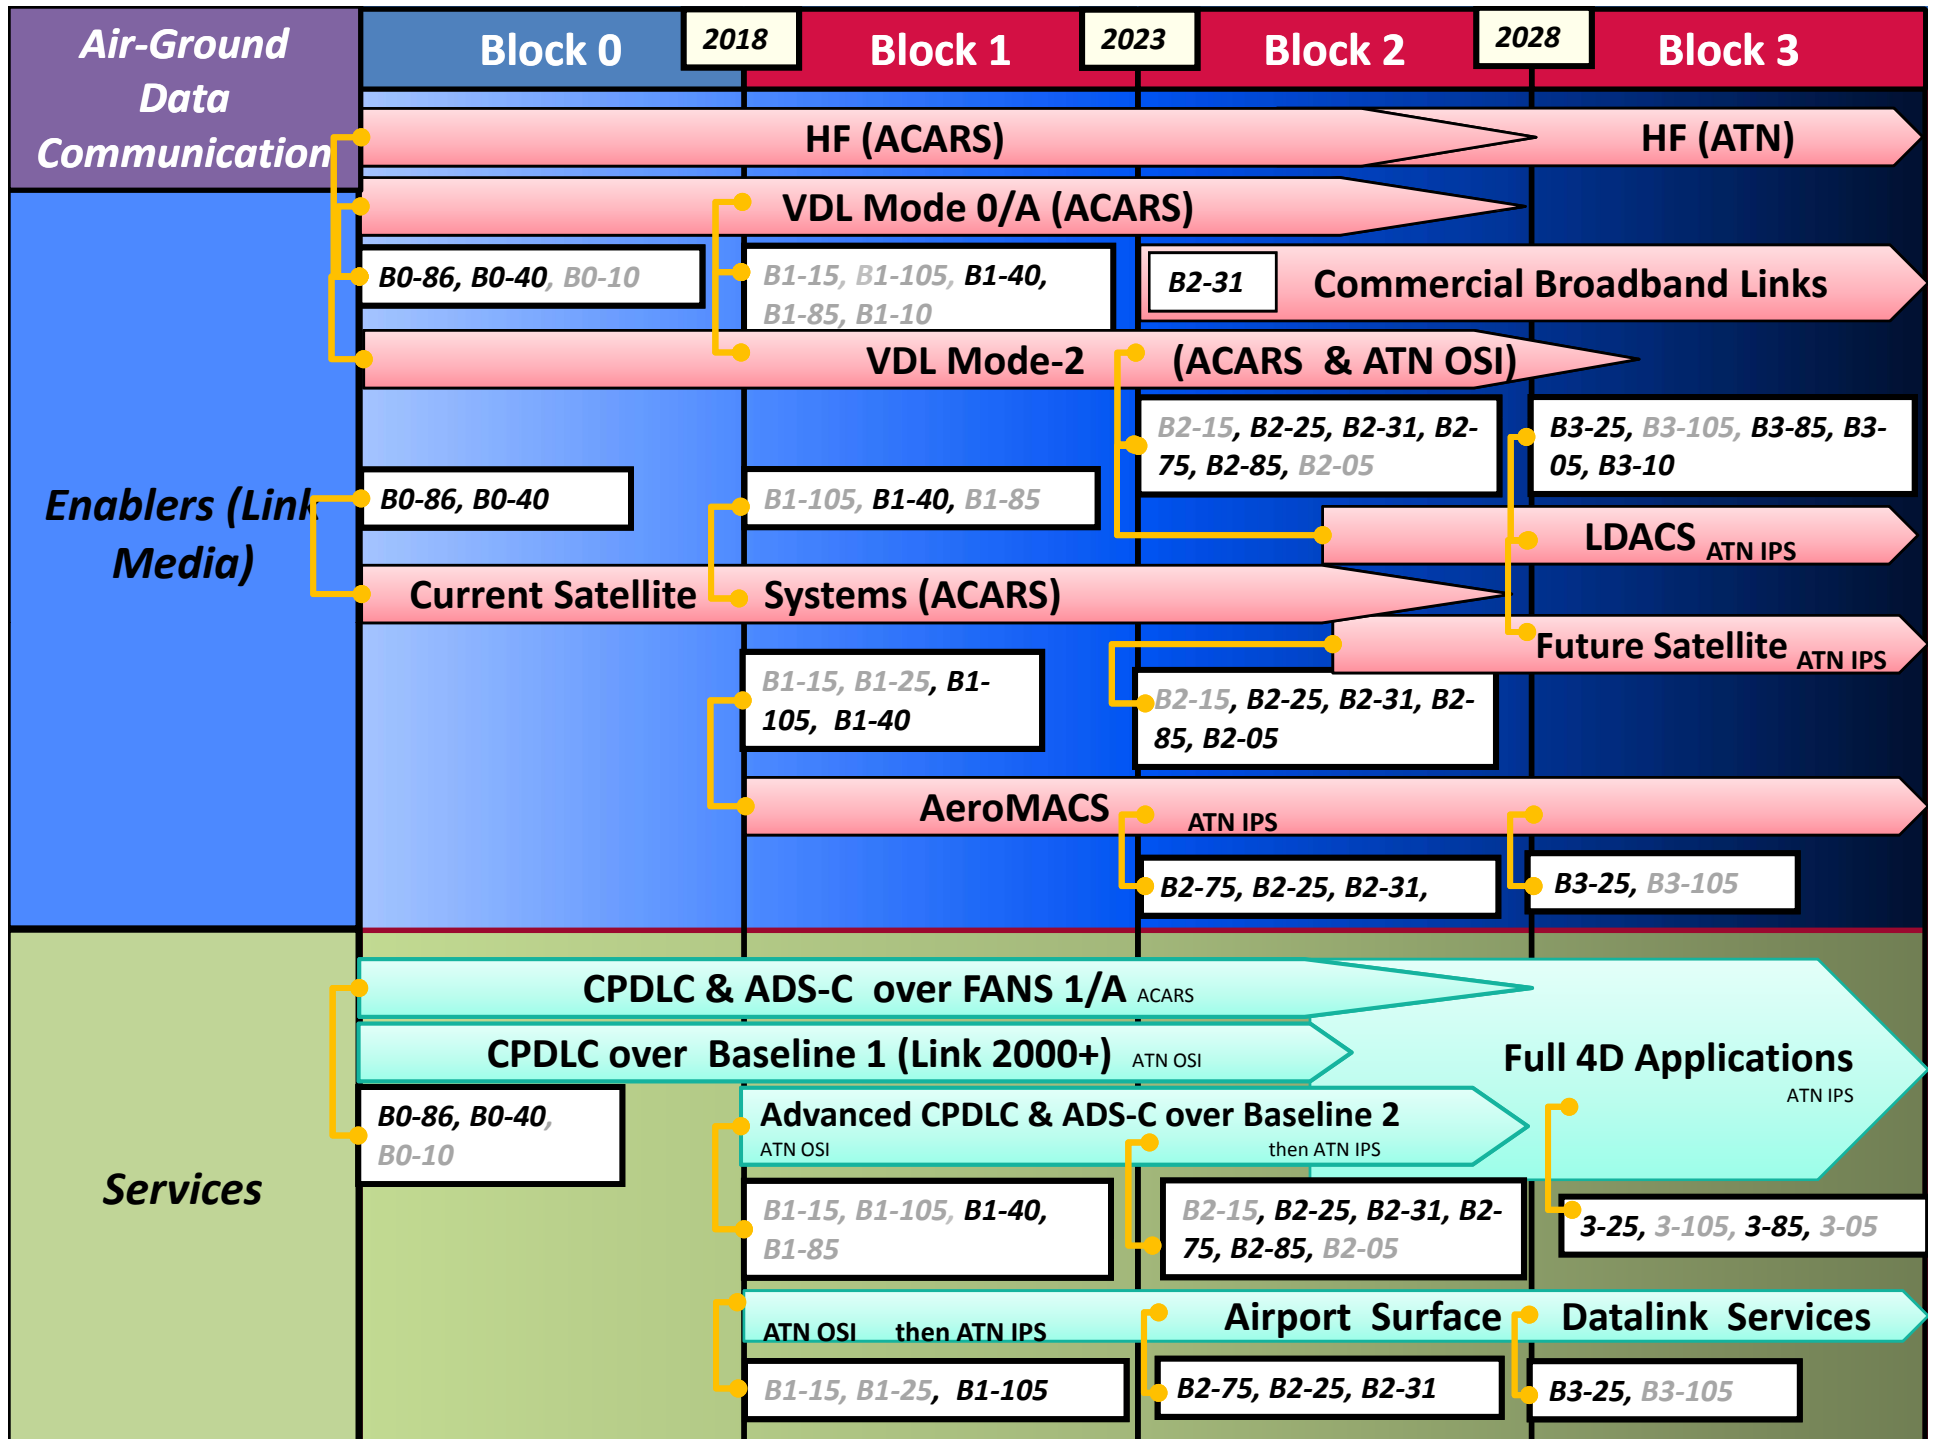 Air-Ground
Data
Communication
Block 0
2018
Block 1
2023
Block 2
2028
Block 3
HF (ACARS)
HF (ATN)
VDL Mode 0/A (ACARS)
B0-86, B0-40, B0-10
B1-15, B1-105, B1-40,
B1-85, B1-10
B2-31
Commercial Broadband Links
VDL Mode-2 (ACARS & ATN OSI)
B2-15, B2-25, B2-31, B2-
75, B2-85, B2-05
B3-25, B3-105, B3-85, B3-
05, B3-10
Enablers (Link
Media)
B0-86, B0-40
B1-105, B1-40, B1-85
LDACS ATN IPS
Current Satellite Systems (ACARS)
Future Satellite ATN IPS
B1-15, B1-25, B1-
105, B1-40
B2-15, B2-25, B2-31, B2-
85, B2-05
AeroMACS ATN IPS
B2-75, B2-25, B2-31,
B3-25, B3-105
Services
CPDLC & ADS-C over FANS 1/A ACARS
CPDLC over Baseline 1 (Link 2000+) ATN OSI
Full 4D Applications
ATN IPS
B0-86, B0-40,
B0-10
Advanced CPDLC & ADS-C over Baseline 2
ATN OSI then ATN IPS
B1-15, B1-105, B1-40,
B1-85
B2-15, B2-25, B2-31, B2-
75, B2-85, B2-05
3-25, 3-105, 3-85, 3-05
ATN OSI then ATN IPS
Airport Surface Datalink Services
B1-15, B1-25, B1-105
B2-75, B2-25, B2-31
B3-25, B3-105